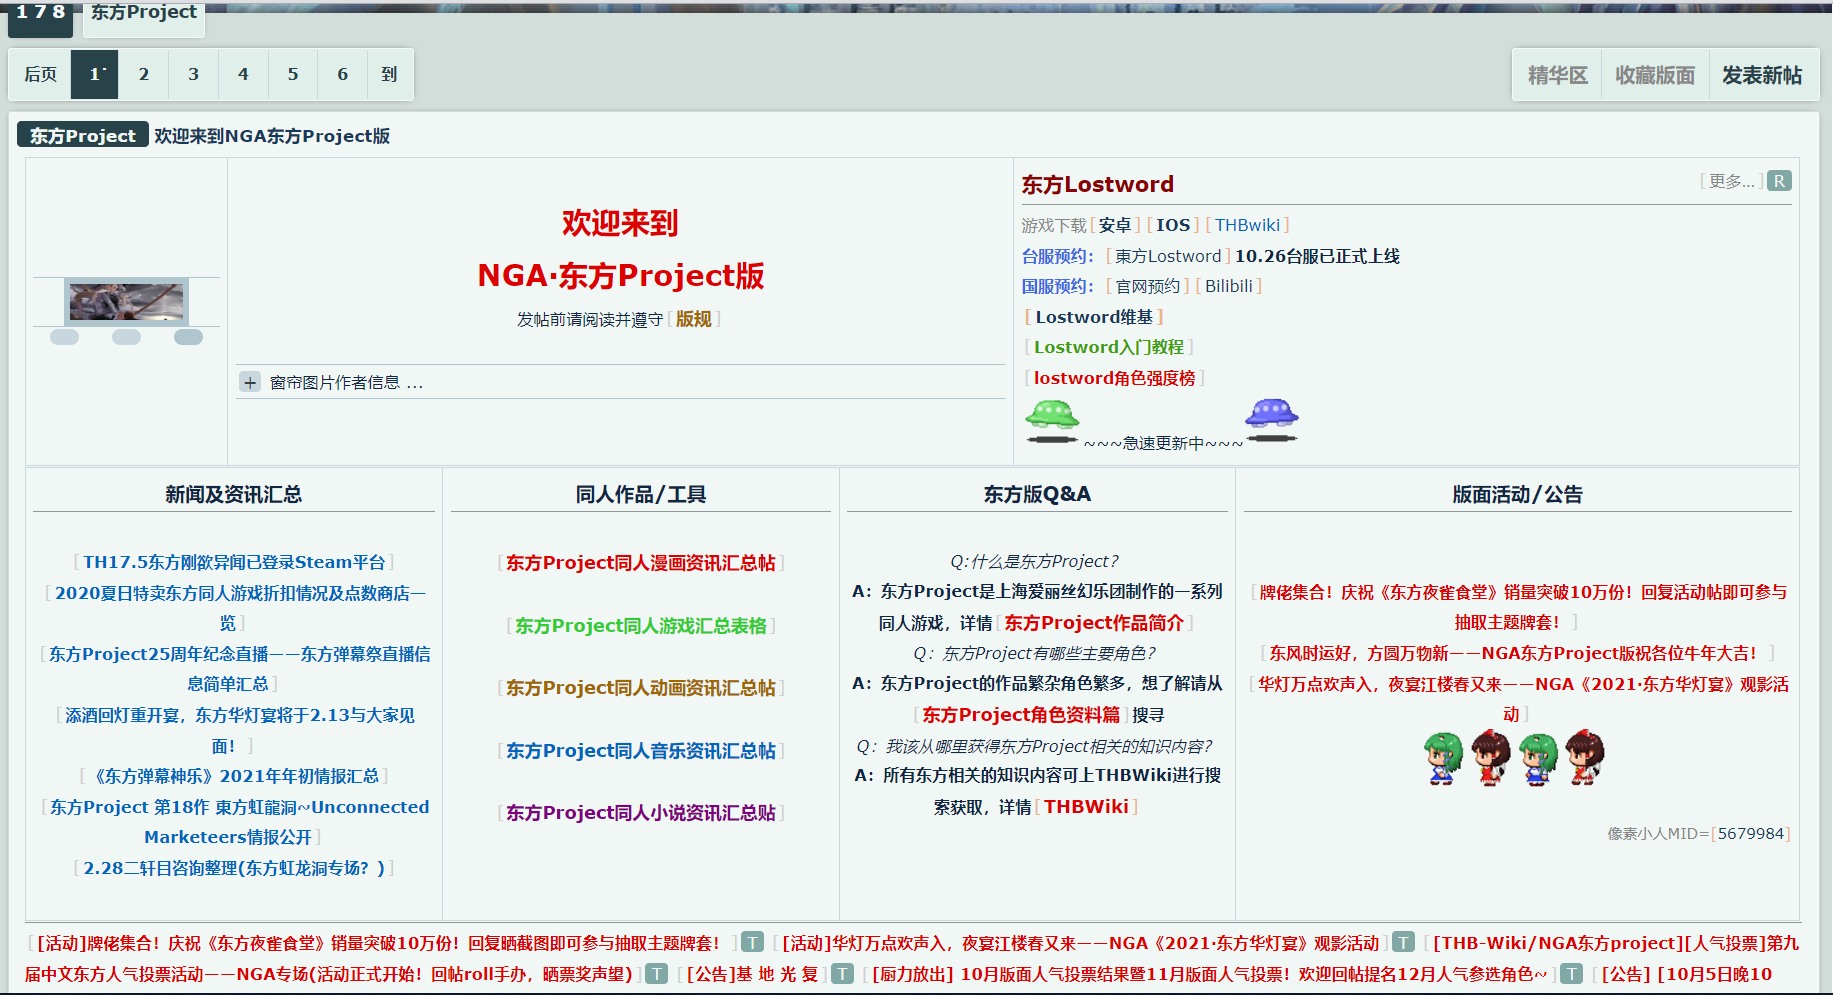 178
东方Project
后页 1 2 3 4 5 6 到
精华区 收藏版面 发表新帖
东方Project 欢迎来到NGA东方Project版
欢迎来到
NGA·东方Project版
发帖前请阅读并遵守[版规]
+ 窗帘图片作者信息 ...
东方Lostword
[更多...] R
游戏下载[安卓] [IOS] [THBwiki]
台服预约：[東方Lostword]10.26台服已正式上线
国服预约：[官网预约] [Bilibili]
[Lostword维基]
[Lostword入门教程]
[lostword角色强度榜]
~~~急速更新中~~~
新闻及资讯汇总
[TH17.5东方刚欲异闻已登录Steam平台]
[2020夏日特卖东方同人游戏折扣情况及点数商店一
览]
[东方Project25周年纪念直播——东方弹幕祭直播信
息简单汇总]
[添酒回灯重开宴，东方华灯宴将于2.13与大家见
面！]
[《东方弹幕神乐》2021年年初情报汇总]
[东方Project 第18作 東方虹龍洞~Unconnected
Marketeers情报公开]
[2.28二轩目咨询整理(东方虹龙洞专场？)]
同人作品/工具
[东方Project同人漫画资讯汇总帖]
[东方Project同人游戏汇总表格]
[东方Project同人动画资讯汇总帖]
[东方Project同人音乐资讯汇总帖]
[东方Project同人小说资讯汇总贴]
东方版Q&A
Q:什么是东方Project？
A：东方Project是上海爱丽丝幻乐团制作的一系列
同人游戏，详情[东方Project作品简介]
Q：东方Project有哪些主要角色？
A：东方Project的作品繁杂角色繁多，想了解请从
[东方Project角色资料篇]搜寻
Q：我该从哪里获得东方Project相关的知识内容？
A：所有东方相关的知识内容可上THBWiki进行搜
索获取，详情[THBWiki]
版面活动/公告
[牌佬集合！庆祝《东方夜雀食堂》销量突破10万份！回复活动帖即可参与
抽取主题牌套！]
[东风时运好，方圆万物新——NGA东方Project版祝各位牛年大吉！]
[华灯万点欢声入，夜宴江楼春又来——NGA《2021·东方华灯宴》观影活
动]
像素小人MID=[5679984]
[[活动]牌佬集合！庆祝《东方夜雀食堂》销量突破10万份！回复晒截图即可参与抽取主题牌套！] T [[活动]华灯万点欢声入，夜宴江楼春又来——NGA《2021·东方华灯宴》观影活动] T [[THB-Wiki/NGA东方project][人气投票]第九
届中文东方人气投票活动——NGA专场(活动正式开始！回帖roll手办，晒票奖声望)] T [[公告]基 地 光 复] T [[厨力放出] 10月版面人气投票结果暨11月版面人气投票！欢迎回帖提名12月人气参选角色~] T [[公告] [10月5日晚10